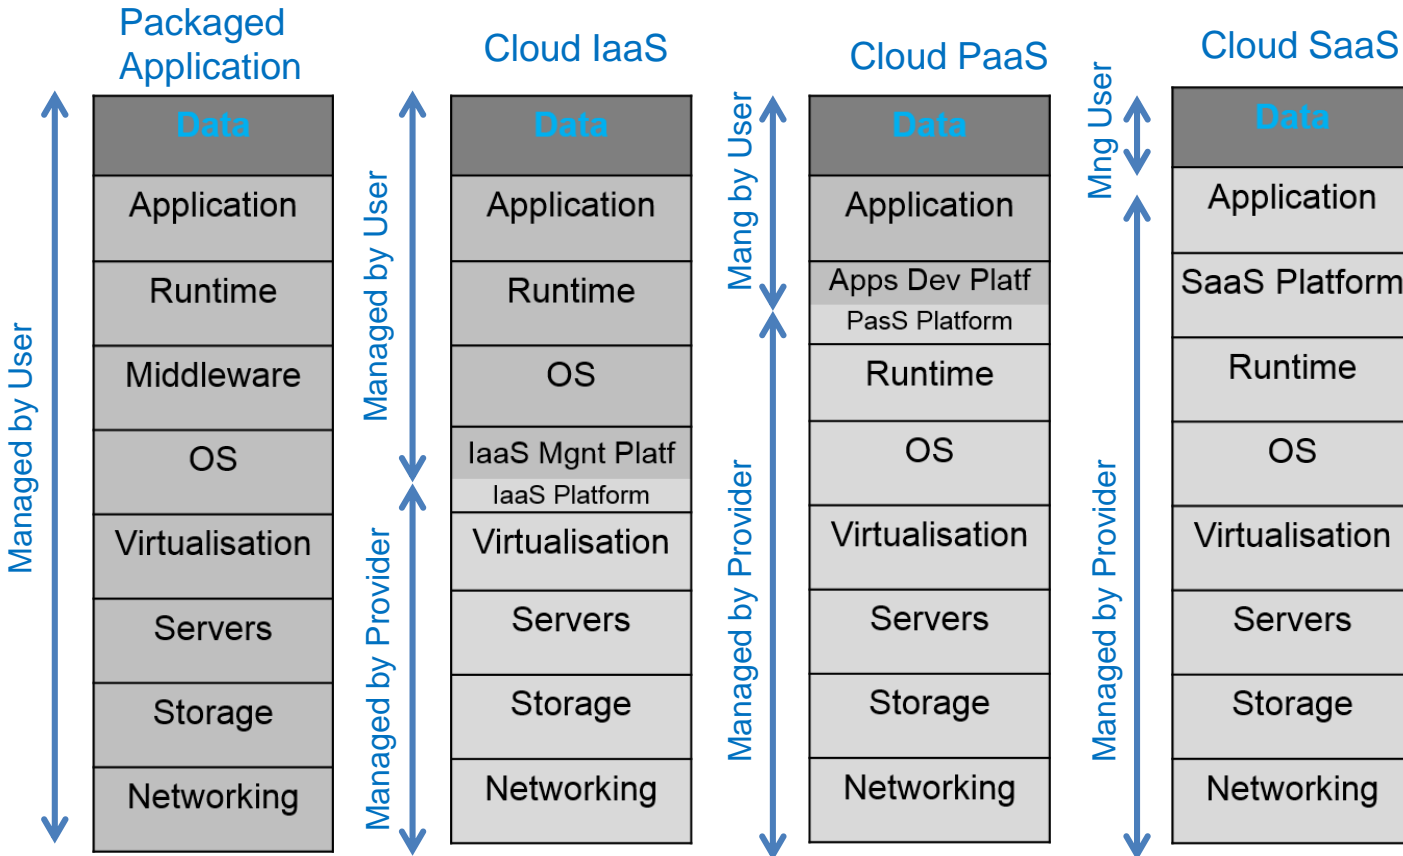 Packaged
Application
Managed by User
Data
Application
Runtime
Middleware
OS
Virtualisation
Servers
Storage
Networking
Cloud IaaS
Managed by User
Managed by Provider
Data
Application
Runtime
OS
IaaS Mgnt Platf
IaaS Platform
Virtualisation
Servers
Storage
Networking
Cloud PaaS
Mang by User
Managed by Provider
Data
Application
Apps Dev Platf
PasS Platform
Runtime
OS
Virtualisation
Servers
Storage
Networking
Cloud SaaS
Mng User
Managed by Provider
Data
Application
SaaS Platform
Runtime
OS
Virtualisation
Servers
Storage
Networking